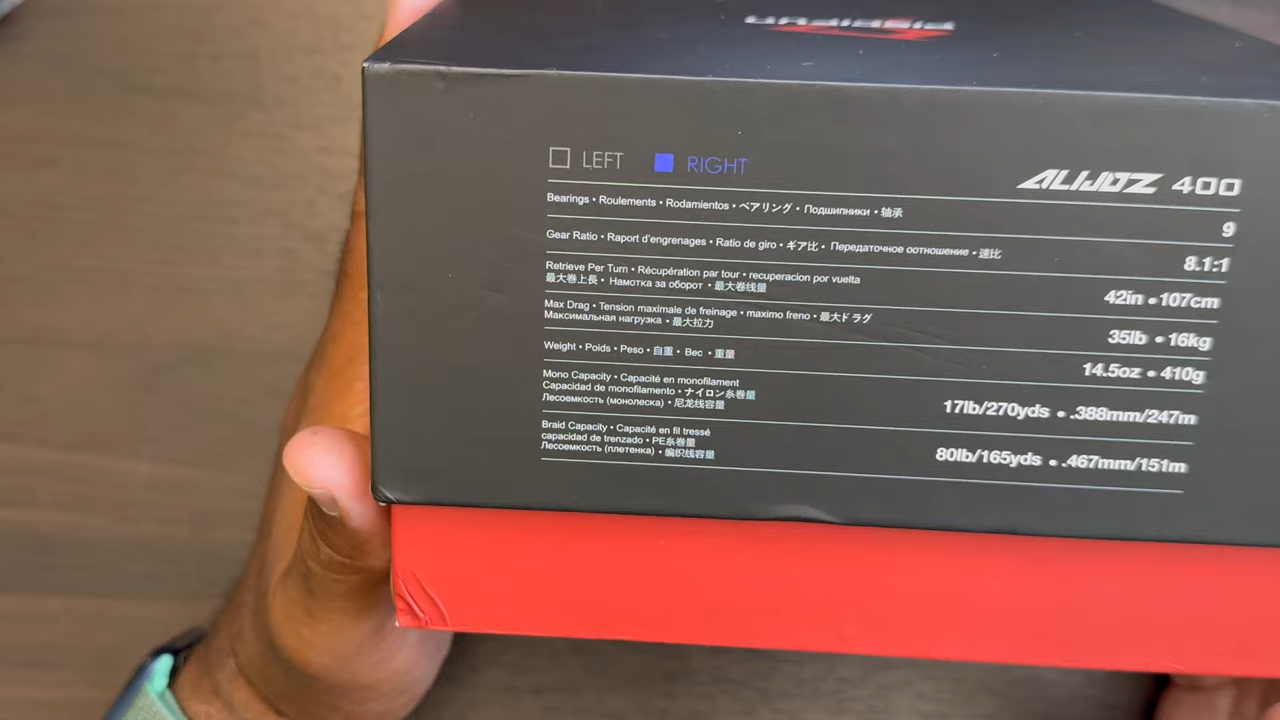 PISIFUN
LEFT RIGHT
ALIJOZ 400
Bearings • Roulements • Rodamientos • ベアリング • Подшипники • 轴承 9
Gear Ratio • Raport d'engrenages • Ratio de giro • ギア比 • Передаточное оотношение • 速比 8.1:1
Retrieve Per Turn • Récupération par tour • recuperacion por vuelta
最大巻上長 • Намотка за оборот • 最大卷线量 42in • 107cm
Max Drag • Tension maximale de freinage • maximo freno • 最大ドラグ
Максимальная нагрузка • 最大拉力 35lb • 16kg
Weight • Poids • Peso • 自重 • Вес • 重量 14.5oz • 410g
Mono Capacity • Capacité en monofilament
Capacidad de monofilamento • ナイロン糸巻量
Лесоемкость (монолеска) • 尼龙线容量 17lb/270yds • .388mm/247m
Braid Capacity • Capacité en fil tressé
capacidad de trenzado • PE糸巻量
Лесоемкость (плетенка) • 编织线容量 80lb/165yds • .467mm/151m